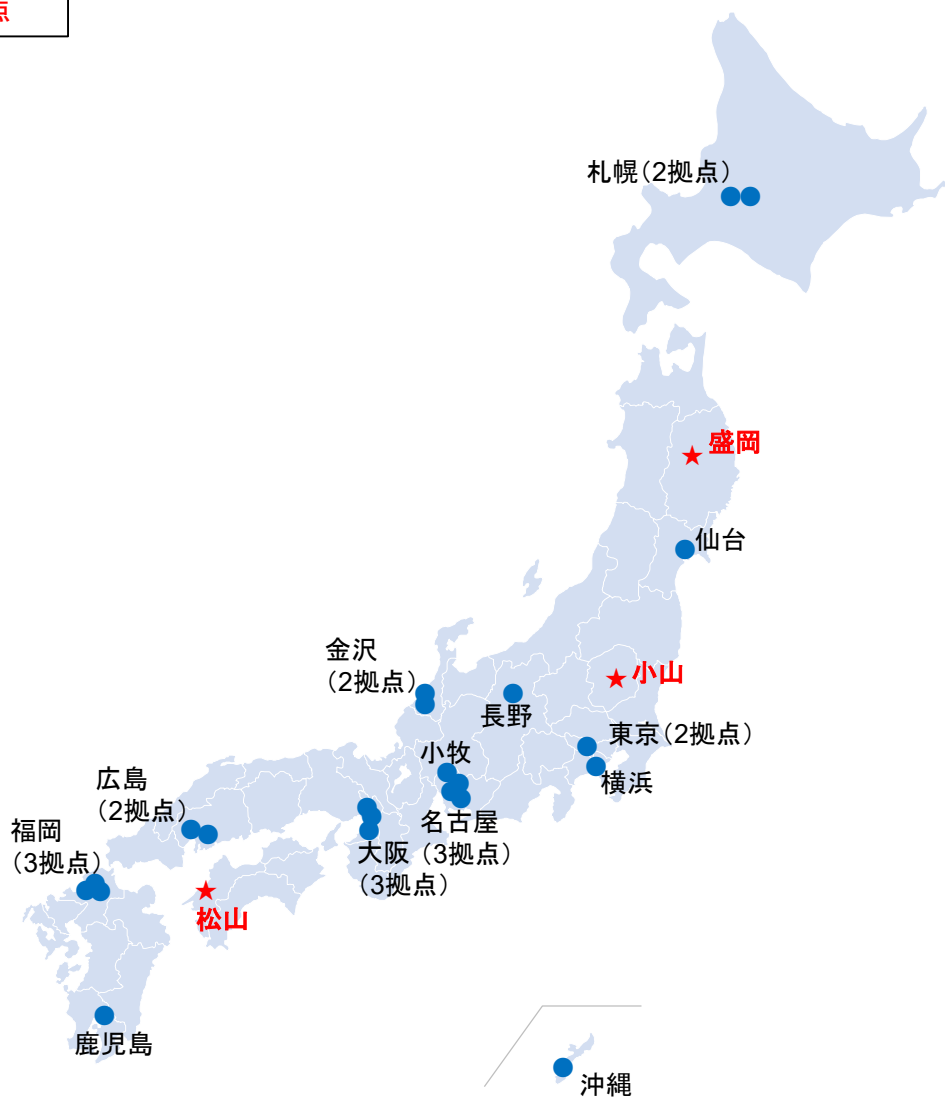 点
札幌（2拠点）
盛岡
仙台
金沢
（2拠点）
小山
長野
東京（2拠点）
小牧
横浜
広島
（2拠点）
福岡
（3拠点）
名古屋
（3拠点）
大阪
（3拠点）
松山
鹿児島
沖縄